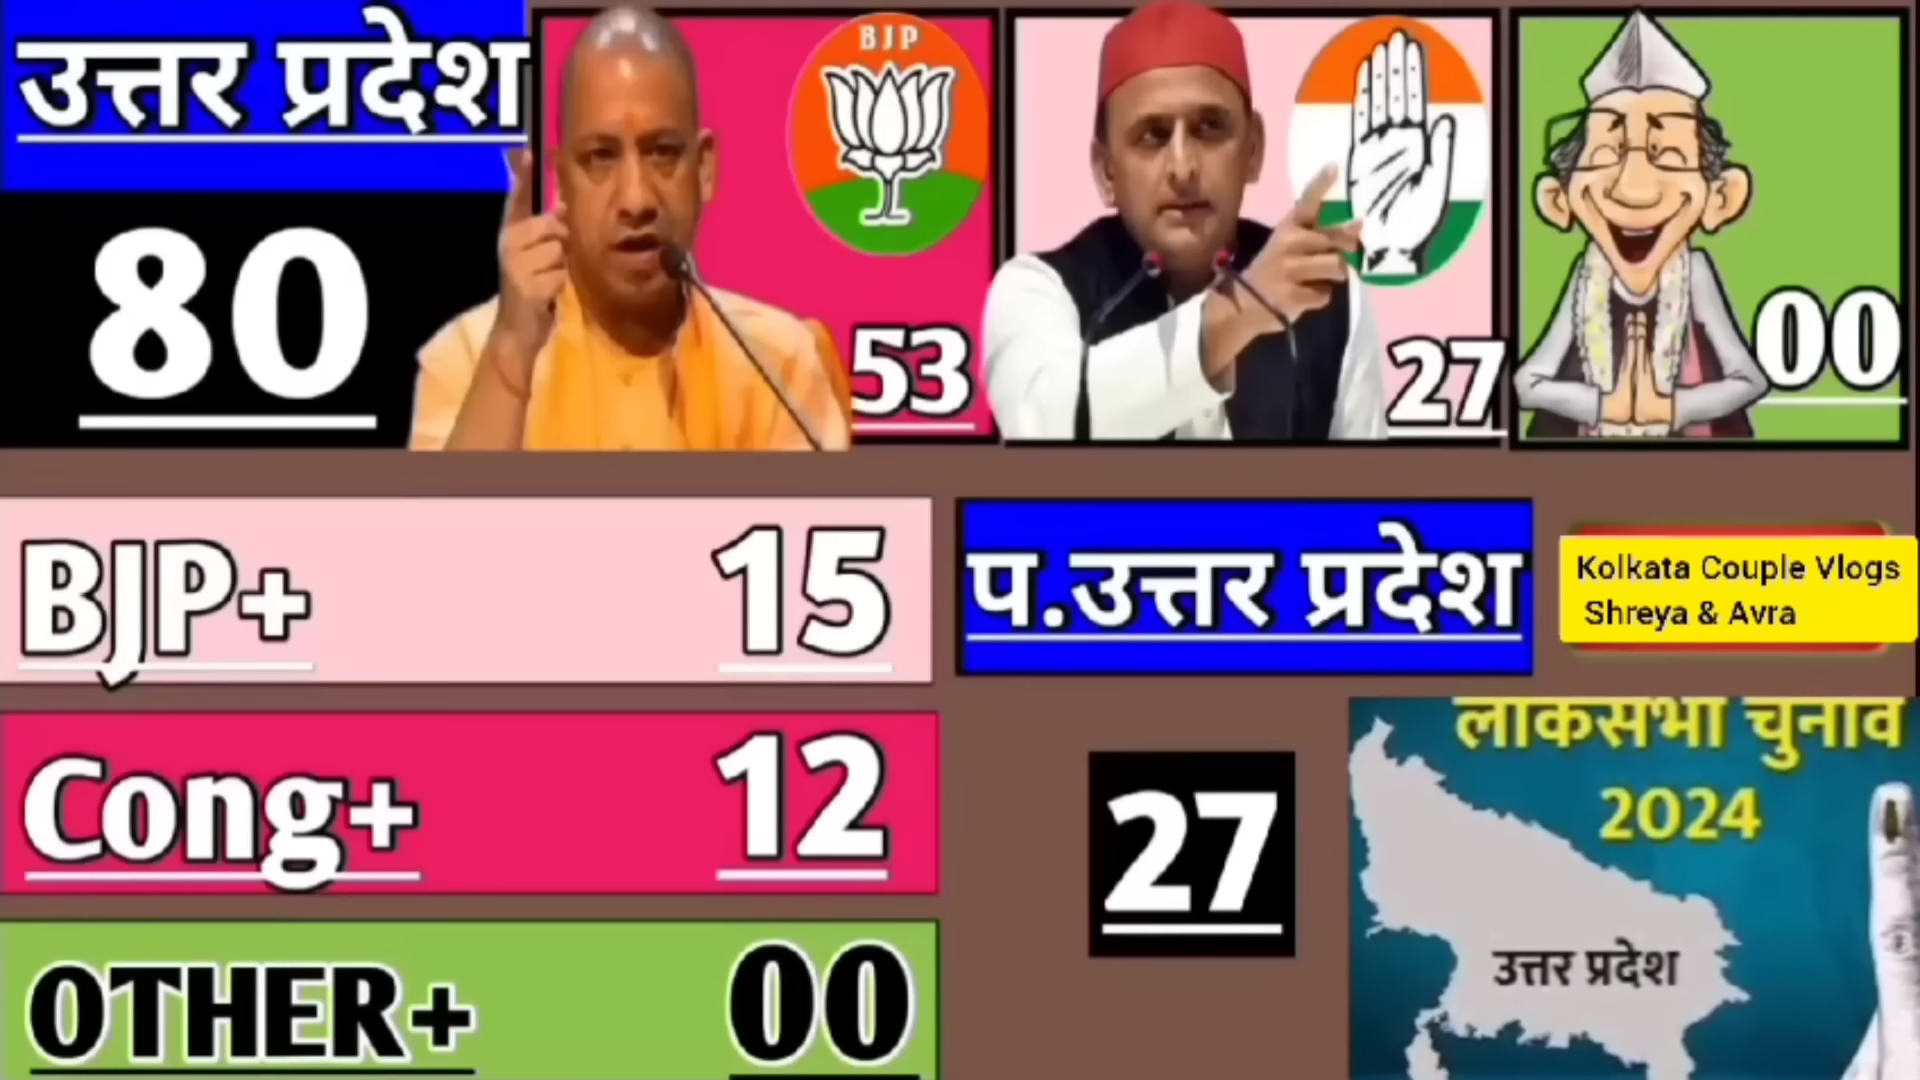 उत्तर प्रदेश
80
BJP
53
27
00
BJP+ 15
Cong+ 12
OTHER+ 00
प.उत्तर प्रदेश
27
Kolkata Couple Vlogs
Shreya & Avra
लोकसभा चुनाव
2024
उत्तर प्रदेश